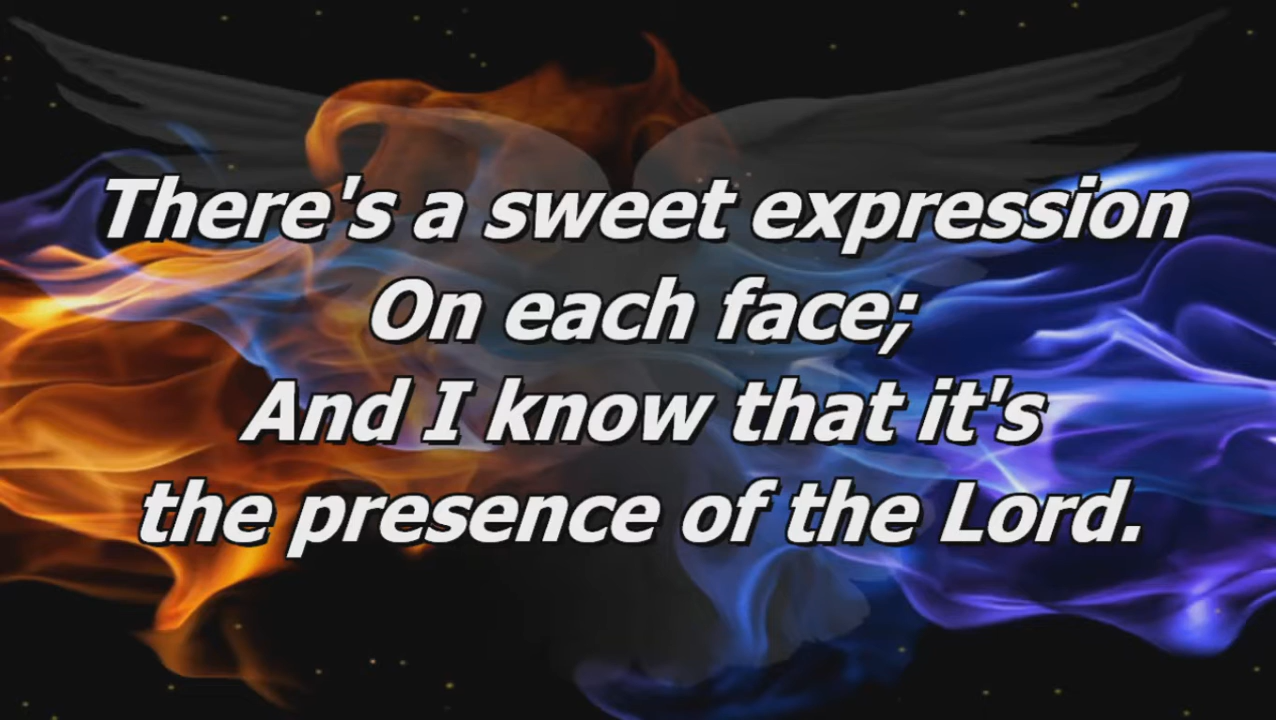 There's a sweet expression
On each face;
And I know that it's
the presence of the Lord.